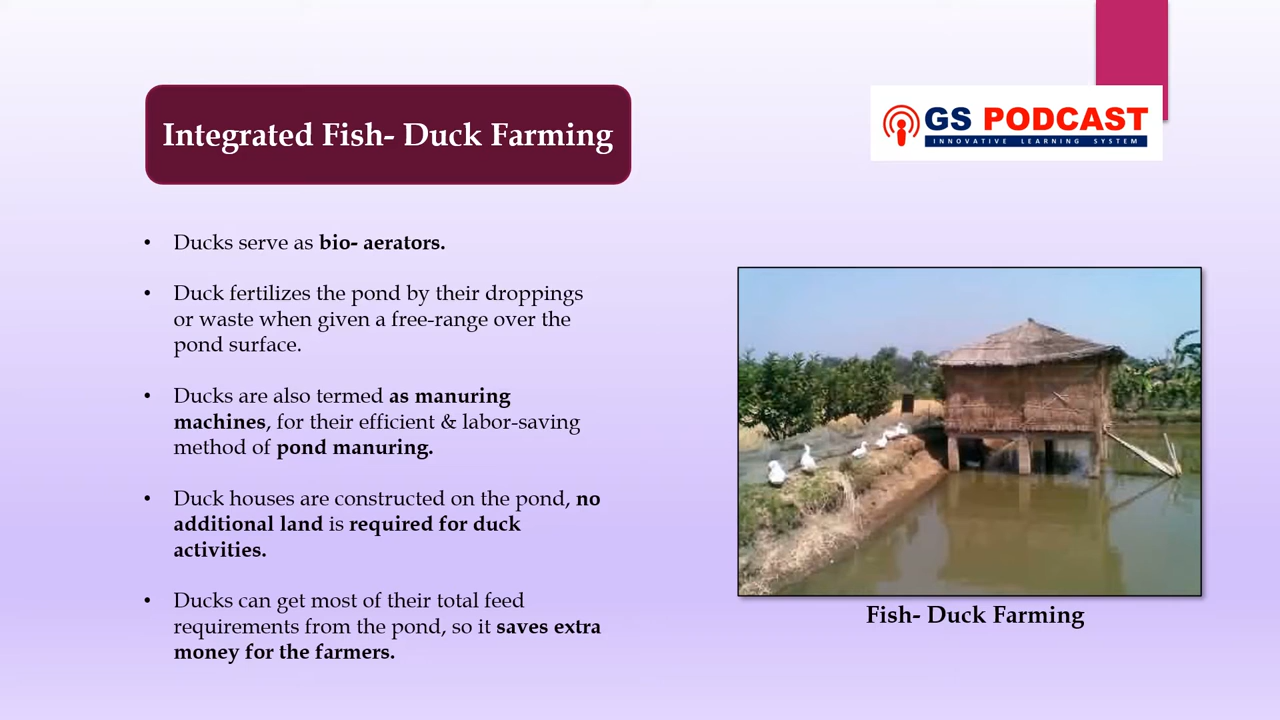 Integrated Fish- Duck Farming
GS PODCAST
INNOVATIVE LEARNING SYSTEM
• Ducks serve as bio- aerators.
• Duck fertilizes the pond by their droppings
or waste when given a free-range over the
pond surface.
• Ducks are also termed as manuring
machines, for their efficient & labor-saving
method of pond manuring.
• Duck houses are constructed on the pond, no
additional land is required for duck
activities.
• Ducks can get most of their total feed
requirements from the pond, so it saves extra
money for the farmers.
Fish- Duck Farming